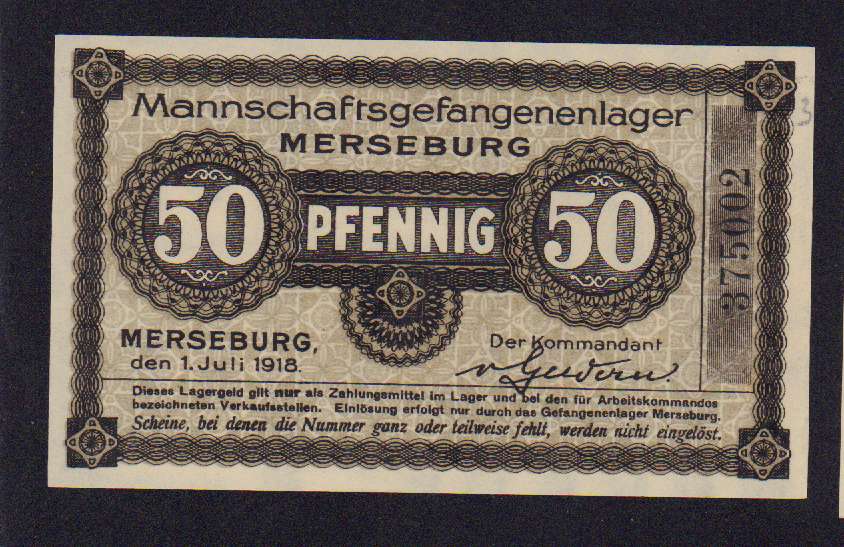 Mannschaftsgefangenenlager
MERSEBURG
50 PFENNIG 50
375002
MERSEBURG,
den 1. Juli 1918.
Der Kommandant
v Geldern.
Dieses Lagergeld gilt nur als Zahlungsmittel im Lager und bei den für Arbeitskommandos
bezeichneten Verkaufsstellen. Einlösung erfolgt nur durch das Gefangenenlager Merseburg.
Scheine, bei denen die Nummer ganz oder teilweise fehlt, werden nicht eingelöst.
3